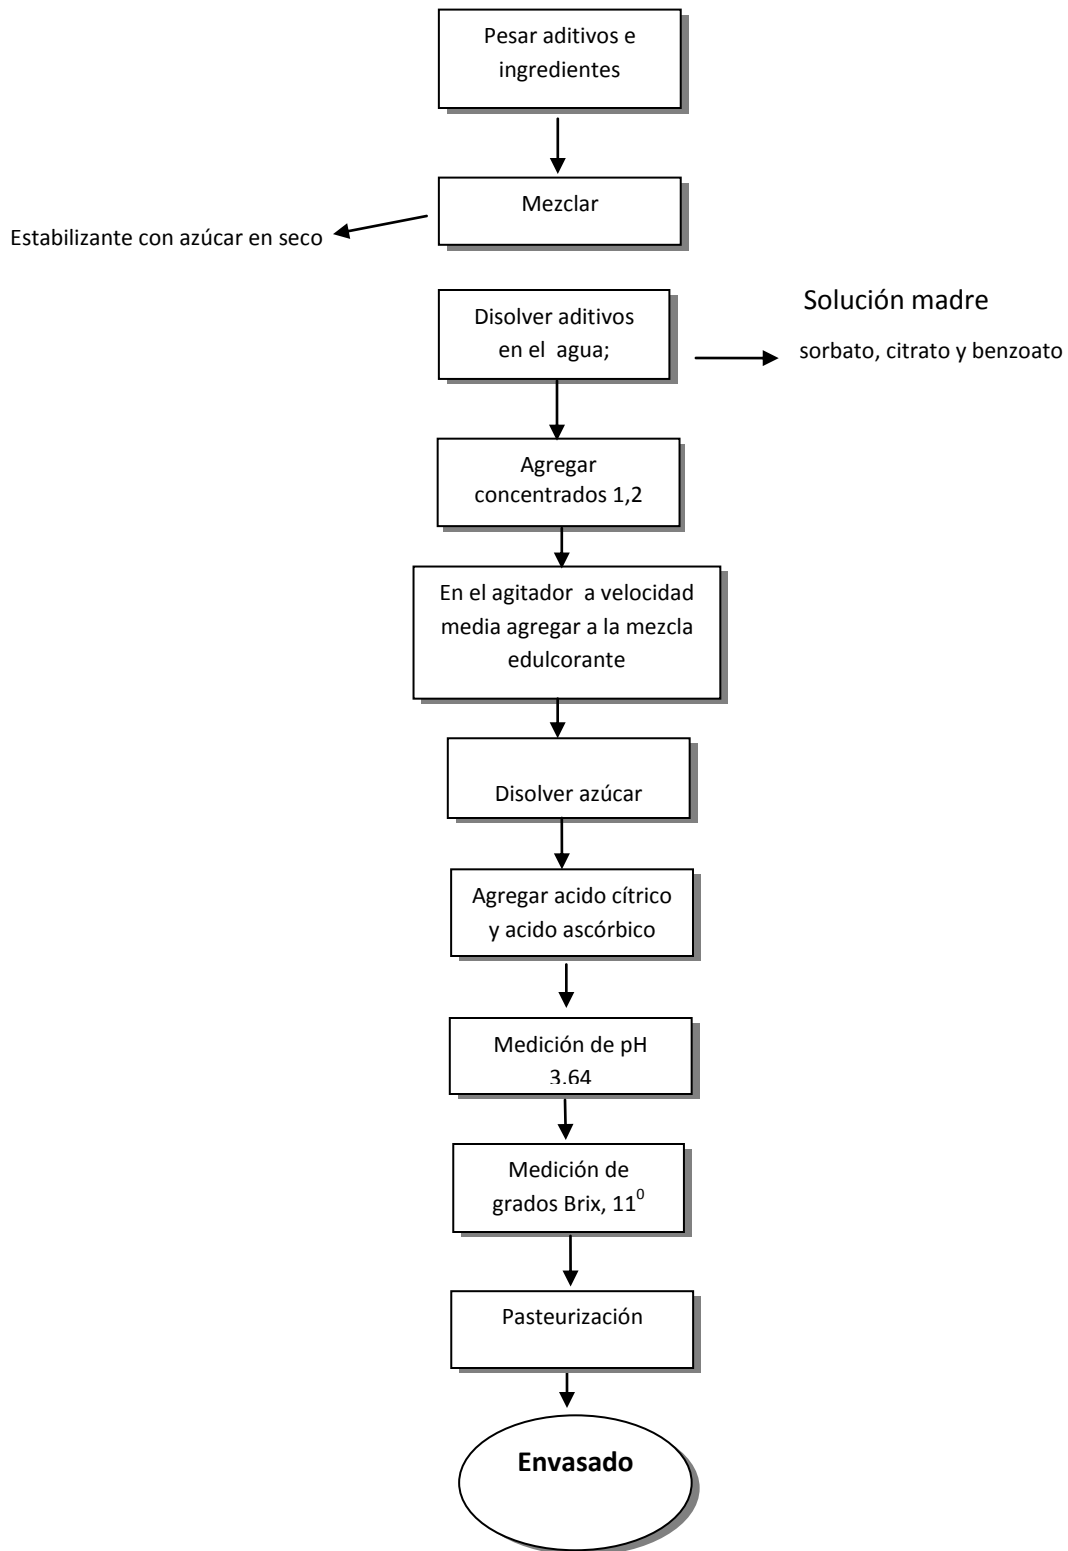 Pesar aditivos e
ingredientes
Mezclar
Estabilizante con azúcar en seco
Disolver aditivos
en el agua;
Solución madre
sorbato, citrato y benzoato
Agregar
concentrados 1,2
En el agitador a velocidad
media agregar a la mezcla
edulcorante
Disolver azúcar
Agregar acido cítrico
y acido ascórbico
Medición de pH
3.64
Medición de
grados Brix, 11⁰
Pasteurización
Envasado